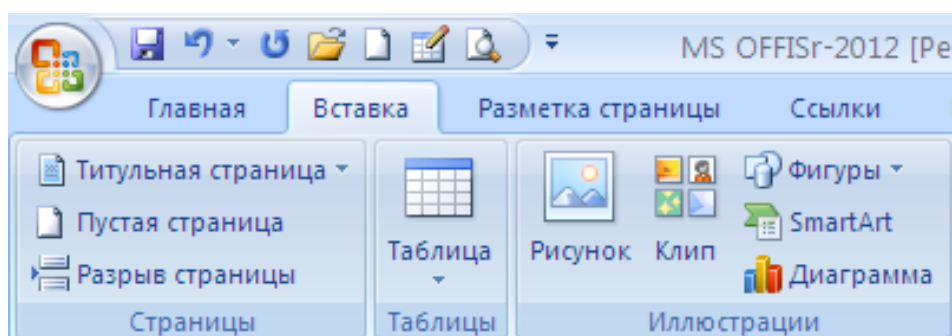 MS OFFISr-2012 [Pe
Главная Вставка Разметка страницы Ссылки
Титульная страница
Пустая страница
Разрыв страницы
Страницы
Таблица
Таблицы
Рисунок Клип
Фигуры
SmartArt
Диаграмма
Иллюстрации